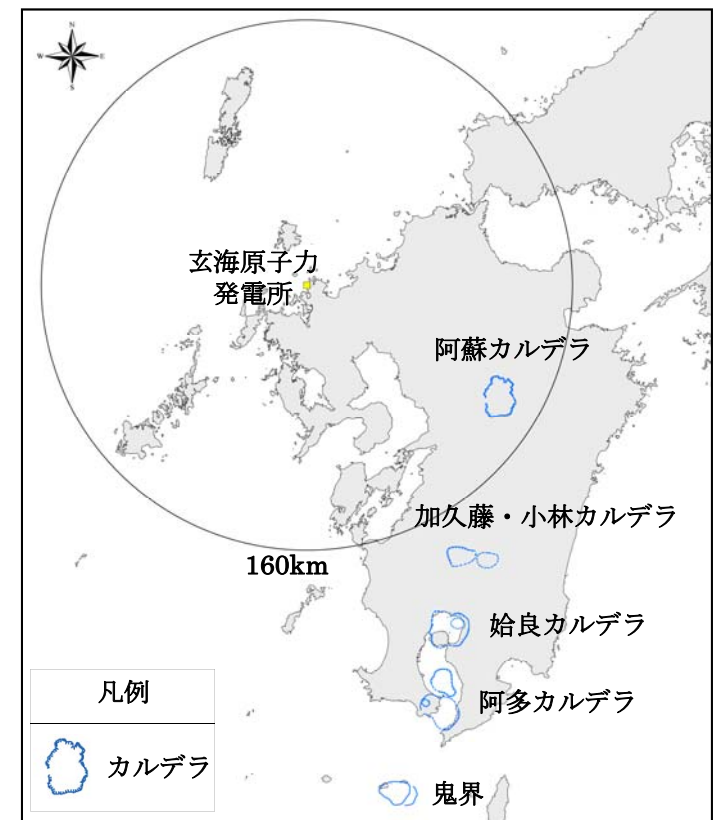 N
W E
S
玄海原子力
発電所
阿蘇カルデラ
加久藤・小林カルデラ
160km
姶良カルデラ
阿多カルデラ
鬼界
凡例
カルデラ